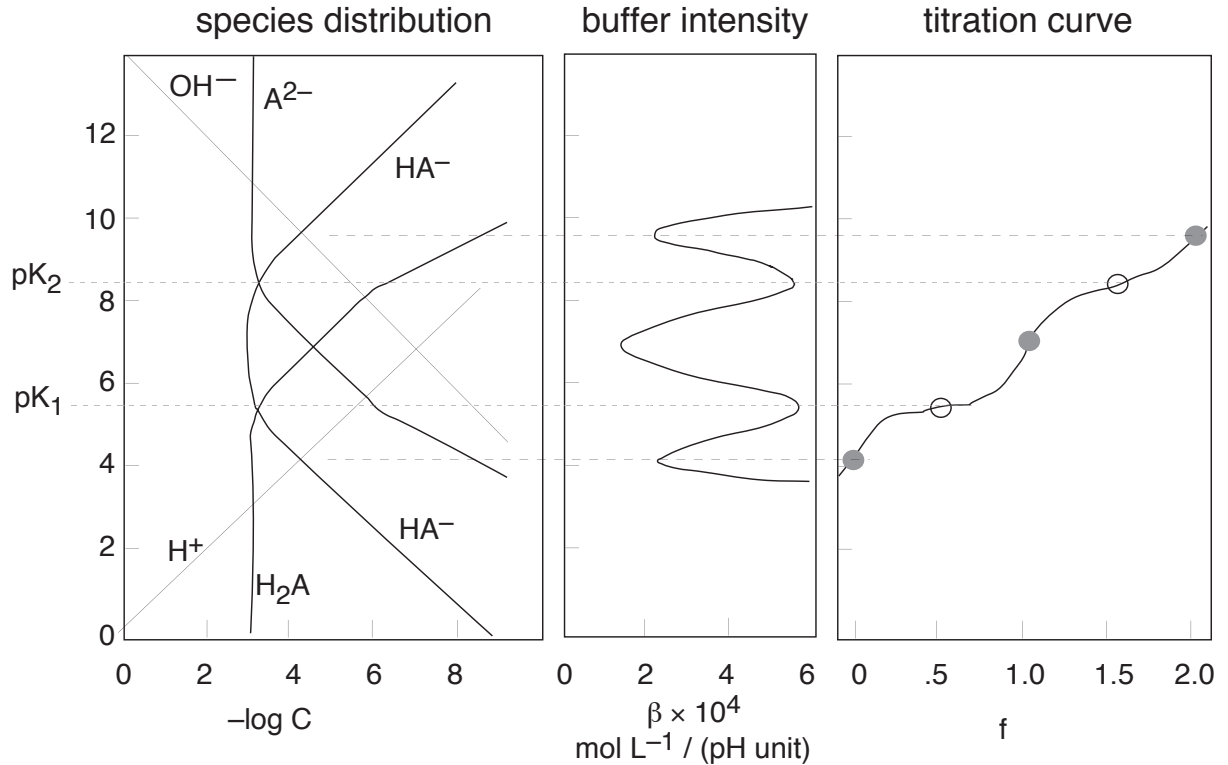 species distribution
buffer intensity
titration curve
OH–
A2–
12
HA–
10
pK2
8
6
pK1
4
HA–
H+
2
H2A
0
0 2 4 6 8
0 2 4 6
0 .5 1.0 1.5 2.0
–log C
β × 10^4
mol L–1 / (pH unit)
f